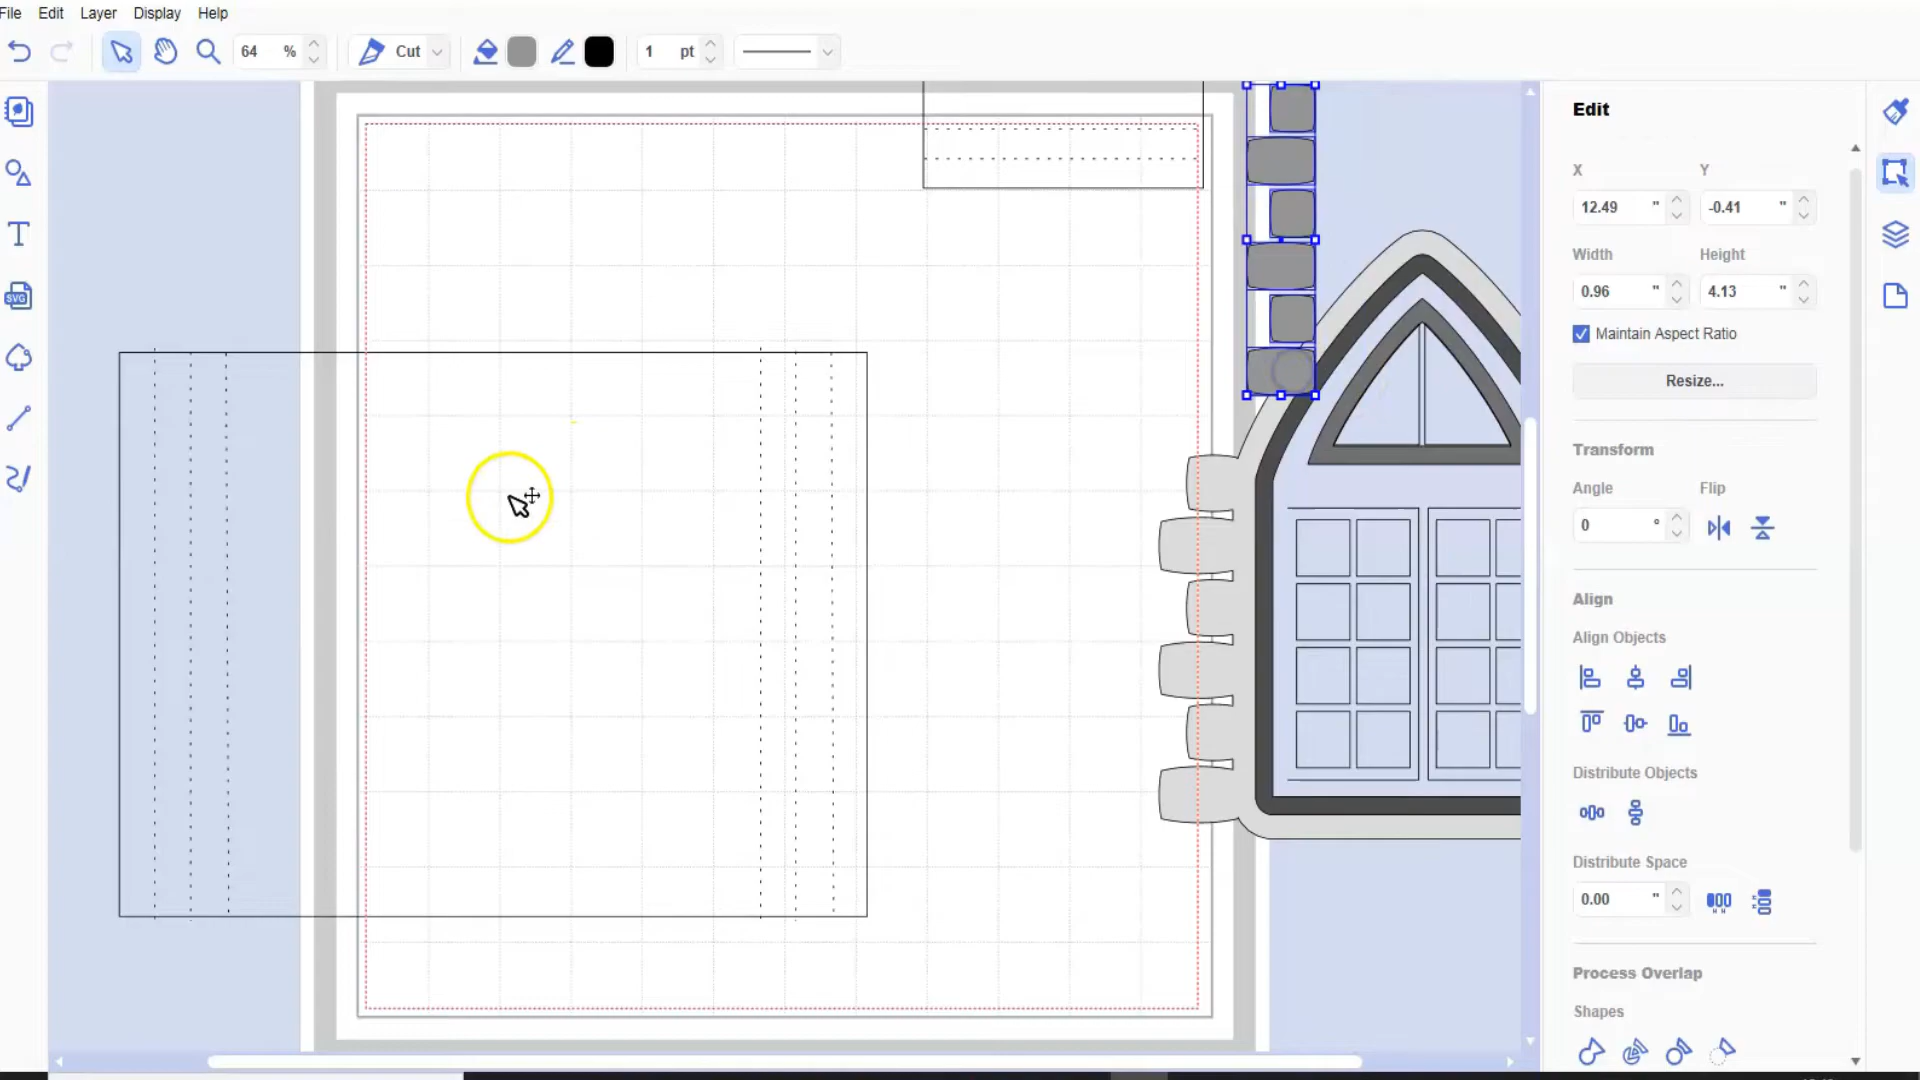 File Edit Layer Display Help
64 % Cut 1 pt
Edit
X Y
12.49 " -0.41 "
Width Height
0.96 " 4.13 "
Maintain Aspect Ratio
Resize...
Transform
Angle Flip
0 °
Align
Align Objects
Distribute Objects
Distribute Space
0.00 "
Process Overlap
Shapes
T
SVG